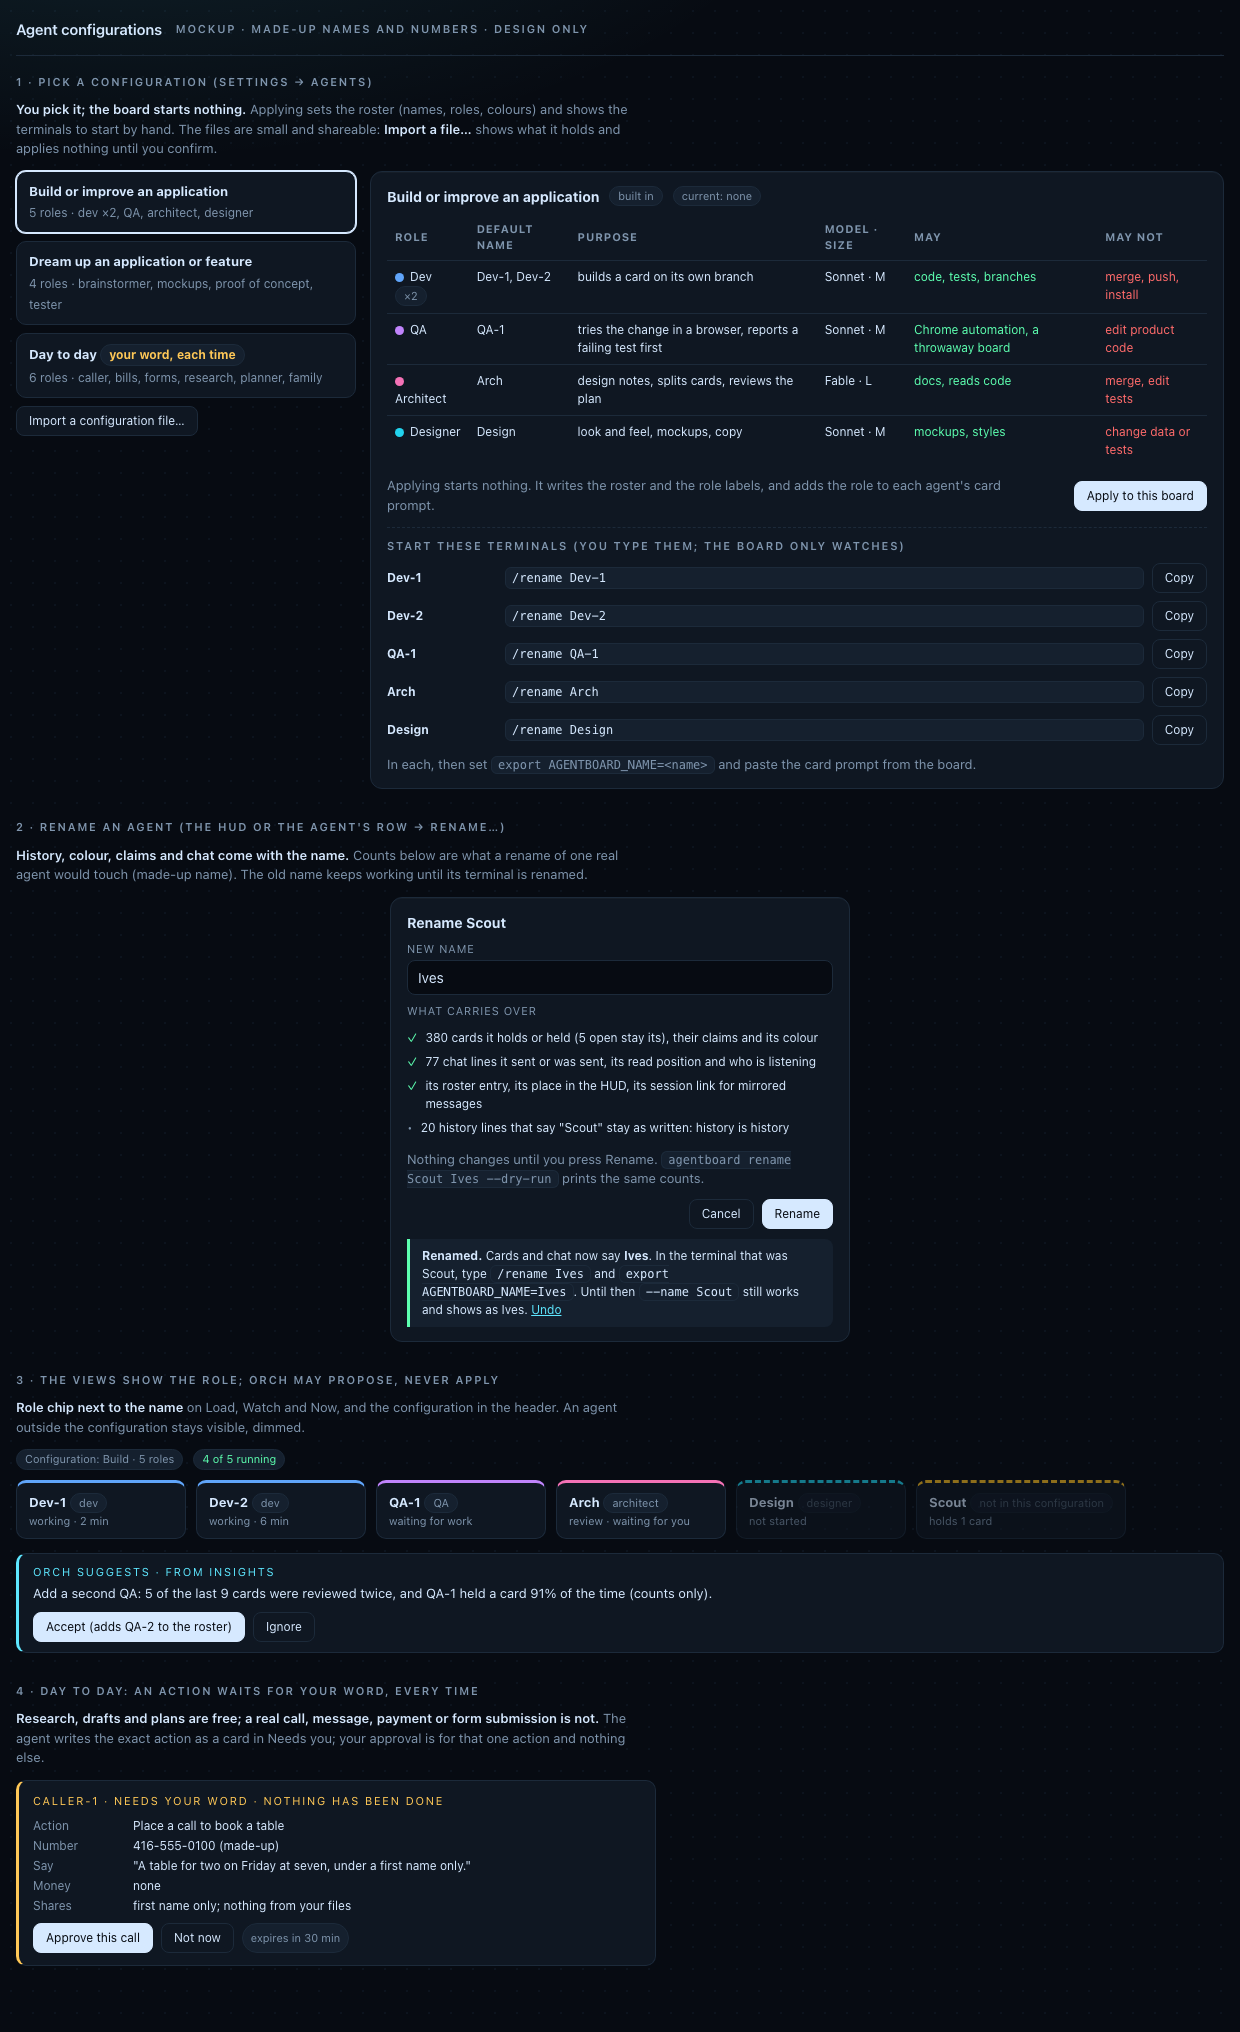 Agent configurations MOCKUP · MADE-UP NAMES AND NUMBERS · DESIGN ONLY
1 · PICK A CONFIGURATION (SETTINGS → AGENTS)
You pick it; the board starts nothing. Applying sets the roster (names, roles, colours) and shows the
terminals to start by hand. The files are small and shareable: Import a file… shows what it holds and
applies nothing until you confirm.
Build or improve an application
5 roles · dev ×2, QA, architect, designer
Dream up an application or feature
4 roles · brainstormer, mockups, proof of concept,
tester
Day to day your word, each time
6 roles · caller, bills, forms, research, planner, family
Import a configuration file…
Build or improve an application built in current: none
ROLE DEFAULT NAME PURPOSE MODEL · SIZE MAY MAY NOT
Dev ×2 Dev-1, Dev-2 builds a card on its own branch Sonnet · M code, tests, branches merge, push, install
QA QA-1 tries the change in a browser, reports a failing test first Sonnet · M Chrome automation, a throwaway board edit product code
Architect Arch design notes, splits cards, reviews the plan Fable · L docs, reads code merge, edit tests
Designer Design look and feel, mockups, copy Sonnet · M mockups, styles change data or tests
Applying starts nothing. It writes the roster and the role labels, and adds the role to each agent's card
prompt.
Apply to this board
START THESE TERMINALS (YOU TYPE THEM; THE BOARD ONLY WATCHES)
Dev-1 /rename Dev-1 Copy
Dev-2 /rename Dev-2 Copy
QA-1 /rename QA-1 Copy
Arch /rename Arch Copy
Design /rename Design Copy
In each, then set export AGENTBOARD_NAME=<name> and paste the card prompt from the board.
2 · RENAME AN AGENT (THE HUD OR THE AGENT'S ROW → RENAME…)
History, colour, claims and chat come with the name. Counts below are what a rename of one real
agent would touch (made-up name). The old name keeps working until its terminal is renamed.
Rename Scout
NEW NAME
Ives
WHAT CARRIES OVER
✓ 380 cards it holds or held (5 open stay its), their claims and its colour
✓ 77 chat lines it sent or was sent, its read position and who is listening
✓ its roster entry, its place in the HUD, its session link for mirrored
messages
· 20 history lines that say "Scout" stay as written: history is history
Nothing changes until you press Rename. agentboard rename
Scout Ives --dry-run prints the same counts.
Cancel Rename
Renamed. Cards and chat now say Ives. In the terminal that was
Scout, type /rename Ives and export
AGENTBOARD_NAME=Ives . Until then --name Scout still works
and shows as Ives. Undo
3 · THE VIEWS SHOW THE ROLE; ORCH MAY PROPOSE, NEVER APPLY
Role chip next to the name on Load, Watch and Now, and the configuration in the header. An agent
outside the configuration stays visible, dimmed.
Configuration: Build · 5 roles 4 of 5 running
Dev-1 dev
working · 2 min
Dev-2 dev
working · 6 min
QA-1 QA
waiting for work
Arch architect
review · waiting for you
Design designer
not started
Scout not in this configuration
holds 1 card
ORCH SUGGESTS · FROM INSIGHTS
Add a second QA: 5 of the last 9 cards were reviewed twice, and QA-1 held a card 91% of the time (counts only).
Accept (adds QA-2 to the roster) Ignore
4 · DAY TO DAY: AN ACTION WAITS FOR YOUR WORD, EVERY TIME
Research, drafts and plans are free; a real call, message, payment or form submission is not. The
agent writes the exact action as a card in Needs you; your approval is for that one action and nothing
else.
CALLER-1 · NEEDS YOUR WORD · NOTHING HAS BEEN DONE
Action Place a call to book a table
Number 416-555-0100 (made-up)
Say "A table for two on Friday at seven, under a first name only."
Money none
Shares first name only; nothing from your files
Approve this call Not now expires in 30 min